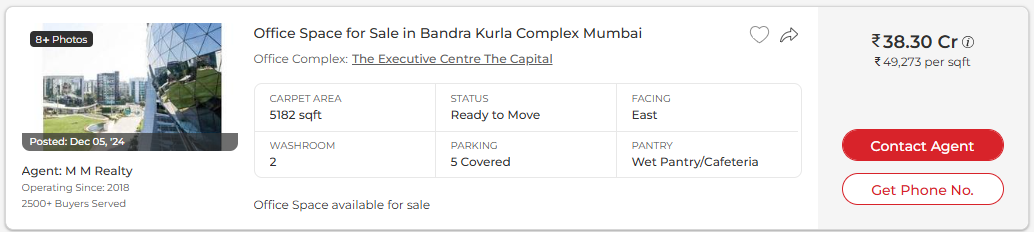 8+ Photos
Posted: Dec 05, '24
Agent: M M Realty
Operating Since: 2018
2500+ Buyers Served
Office Space for Sale in Bandra Kurla Complex Mumbai
Office Complex: The Executive Centre The Capital
CARPET AREA
5182 sqft
STATUS
Ready to Move
FACING
East
WASHROOM
2
PARKING
5 Covered
PANTRY
Wet Pantry/Cafeteria
Office Space available for sale
₹38.30 Cr
₹49,273 per sqft
Contact Agent
Get Phone No.